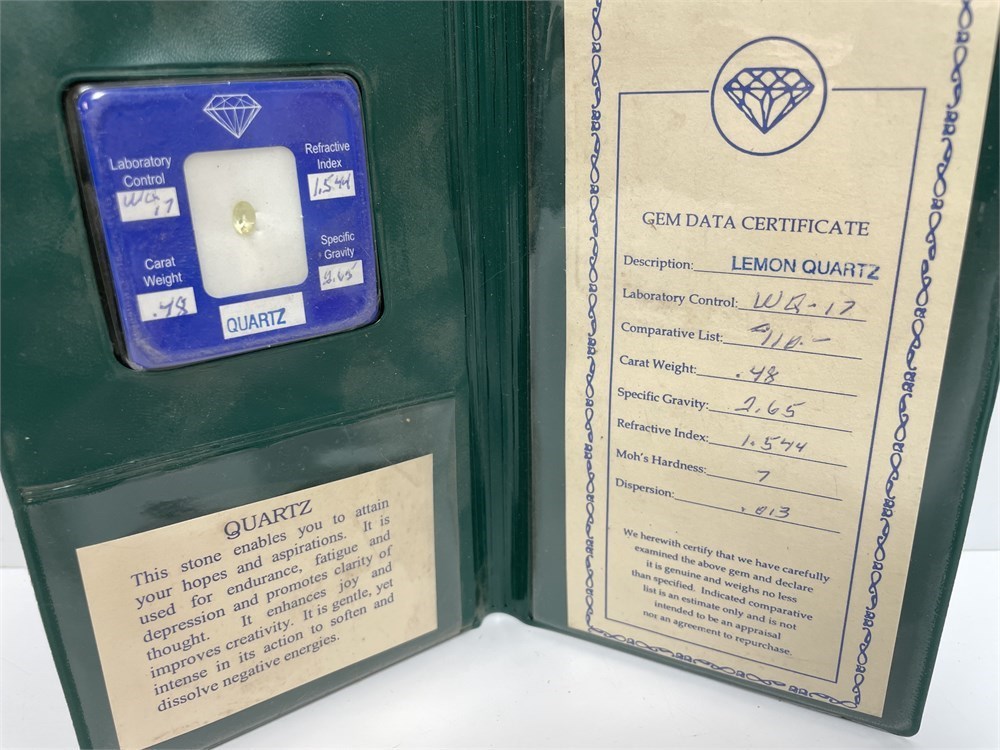 Laboratory
Control
WQ
17
Refractive
Index
1.544
Carat
Weight
.48
Specific
Gravity
2.65
QUARTZ
QUARTZ
This stone enables you to attain
your hopes and aspirations. It is
used for endurance, fatigue and
depression and promotes clarity of
thought. It enhances joy and
improves creativity. It is gentle, yet
intense in its action to soften and
dissolve negative energies.
GEM DATA CERTIFICATE
Description: LEMON QUARTZ
Laboratory Control: WQ-17
Comparative List:
Carat Weight: .48
Specific Gravity: 2.65
Refractive Index: 1.544
Moh's Hardness: 7
Dispersion: .013
We herewith certify that we have carefully
examined the above gem and declare
it is genuine and weighs no less
than specified. Indicated comparative
list is an estimate only and is not
intended to be an appraisal
nor an agreement to repurchase.